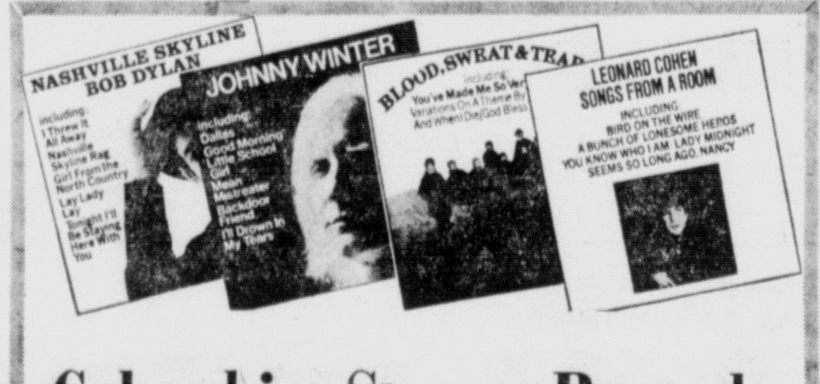 NASHVILLE SKYLINE
BOB DYLAN
including:
I Threw It
All Away
Nashville
Skyline Rag
Girl From the
North Country
Lay Lady
Lay
Tonight I'll
Be Staying
Here With
You
JOHNNY WINTER
including:
Dallas
Good Morning
Little School
Girl
Mean
Mistreater
Backdoor
Friend
I'll Drown In
My Tears
BLOOD, SWEAT & TEAR
including:
You've Made Me So Ver
Variations On A Theme By
And When I Die/God Bless
LEONARD COHEN
SONGS FROM A ROOM
INCLUDING:
BIRD ON THE WIRE
A BUNCH OF LONESOME HEROS
YOU KNOW WHO I AM. LADY MIDNIGHT
SEEMS SO LONG AGO, NANCY